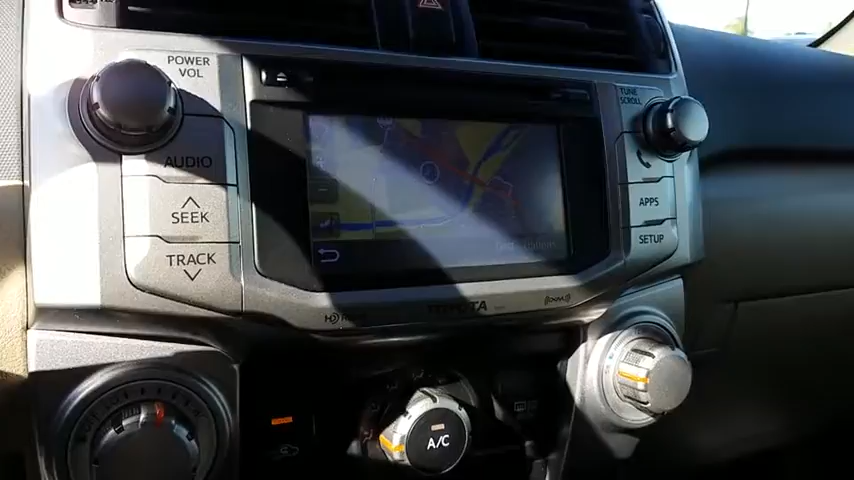 POWER
VOL
AUDIO
SEEK
TRACK
TUNE
SCROLL
APPS
SETUP
TOYOTA
A/C